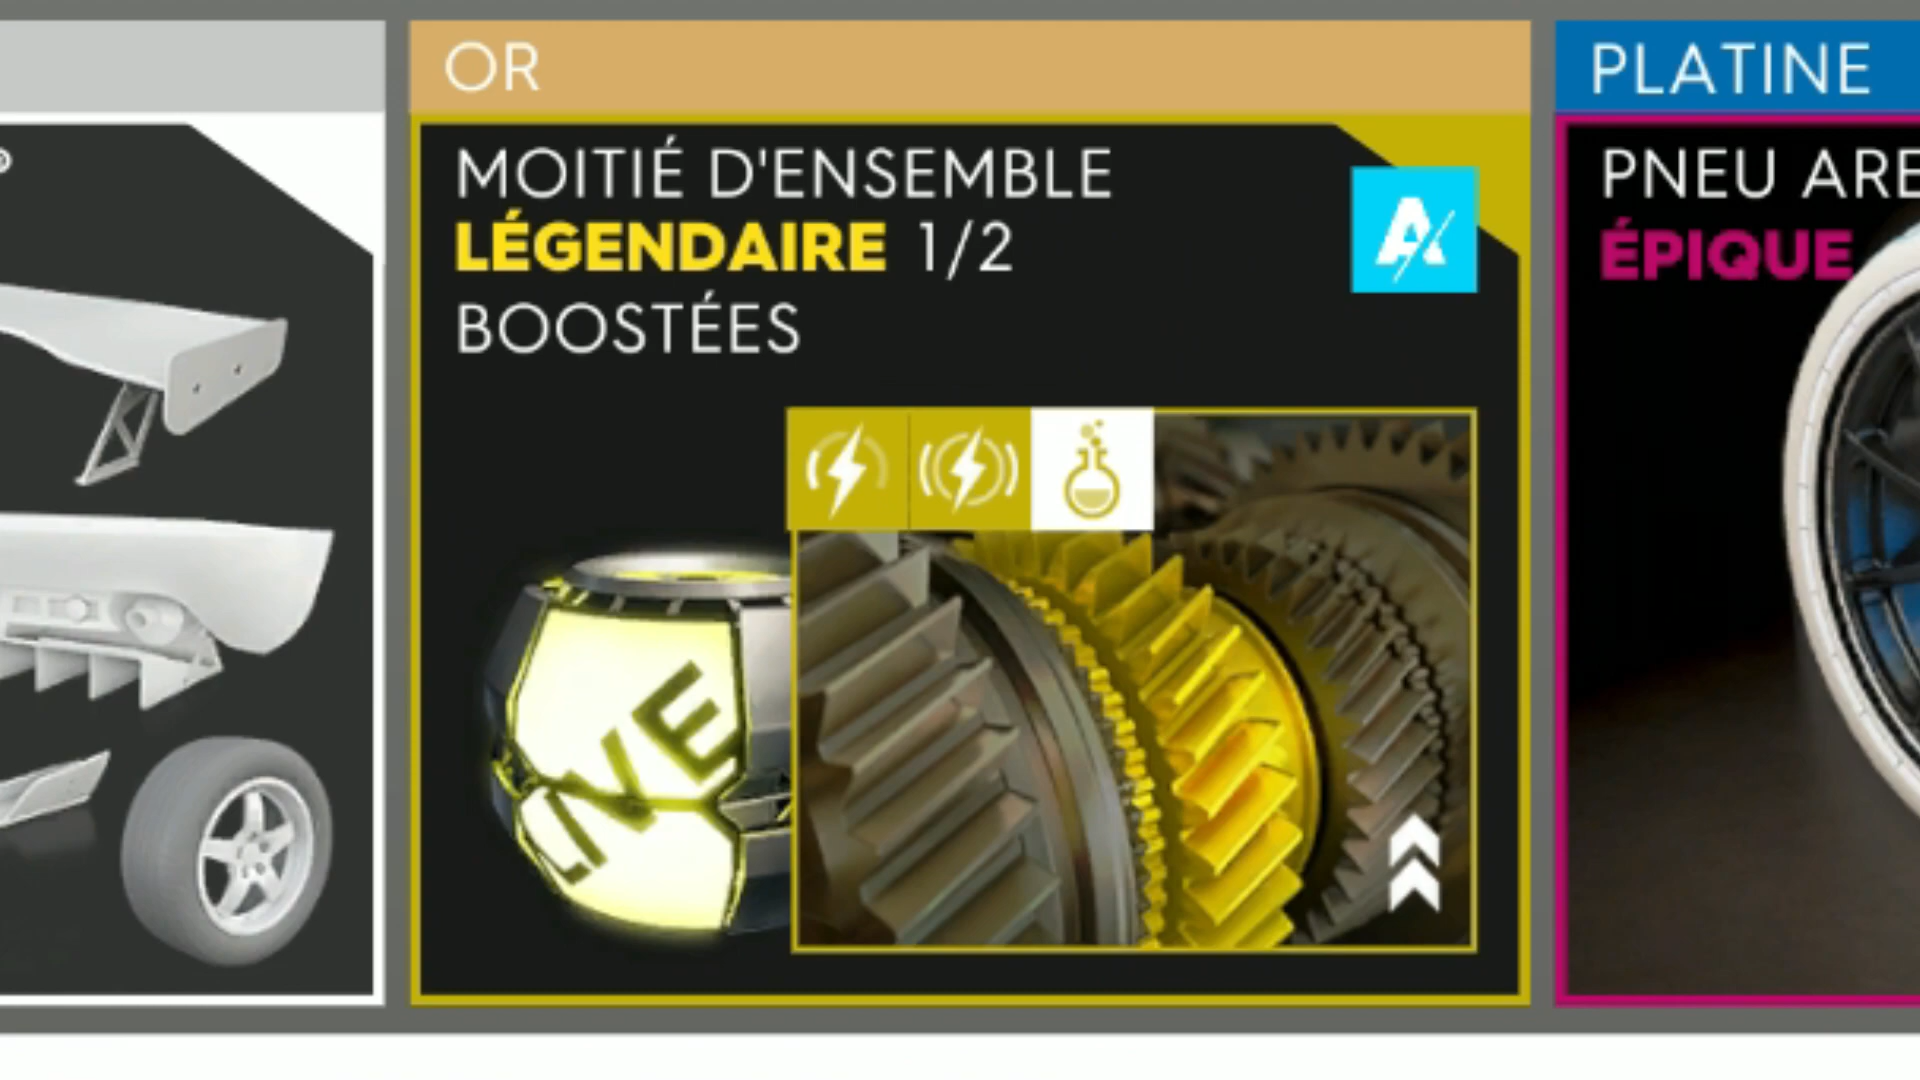 OR
MOITIÉ D'ENSEMBLE
LÉGENDAIRE 1/2
BOOSTÉES
LIVE
PLATINE
PNEU ARE
ÉPIQUE